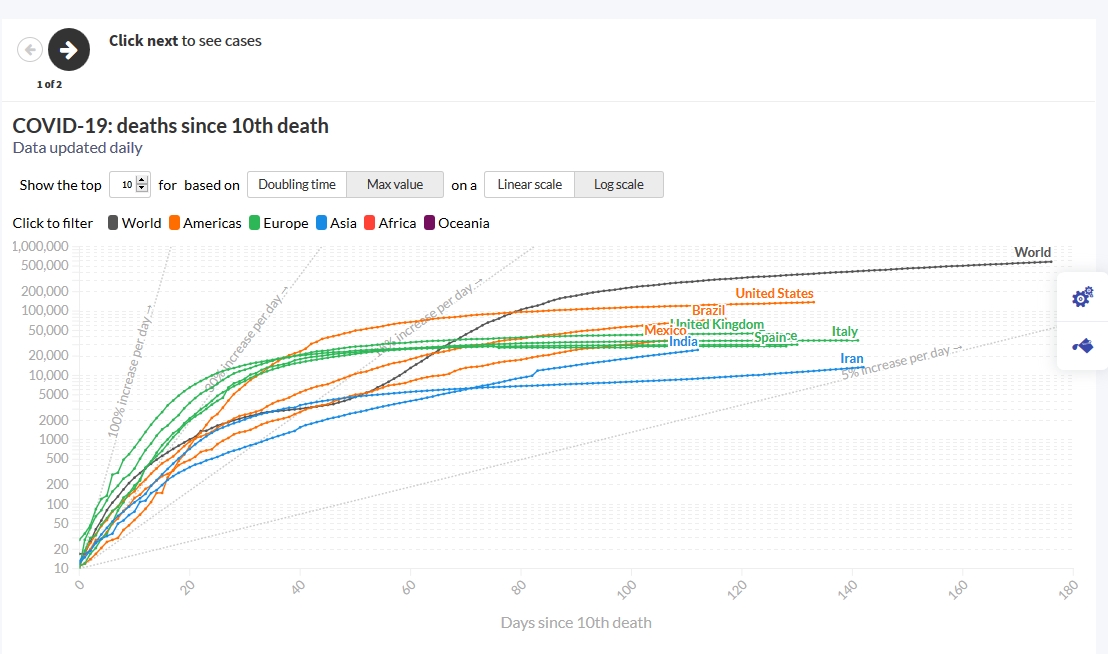 Click next to see cases
1 of 2
COVID-19: deaths since 10th death
Data updated daily
Show the top 10 for based on Doubling time Max value on a Linear scale Log scale
Click to filter World Americas Europe Asia Africa Oceania
1,000,000
500,000
200,000
100,000
50,000
20,000
10,000
5000
2000
1000
500
200
100
50
20
10
100% increase per day →
increase per day →
increase per day →
5% increase per day →
World
United States
Brazil
United Kingdom
Mexico
Italy
Spain
India
Iran
0 20 40 60 80 100 120 140 160 180
Days since 10th death